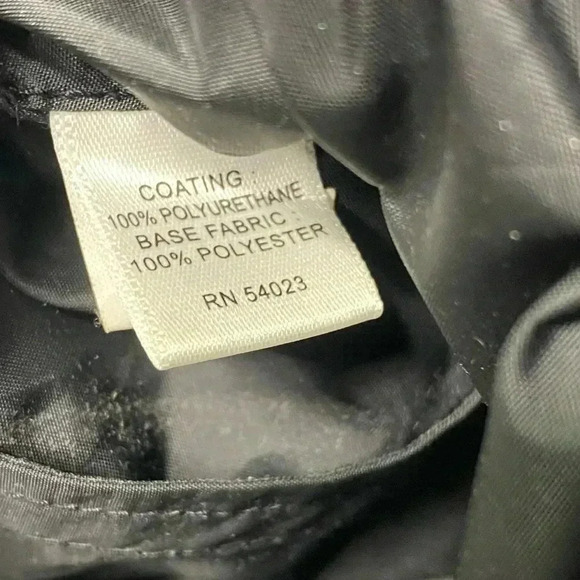 COATING :
100% POLYURETHANE
BASE FABRIC :
100% POLYESTER
RN 54023